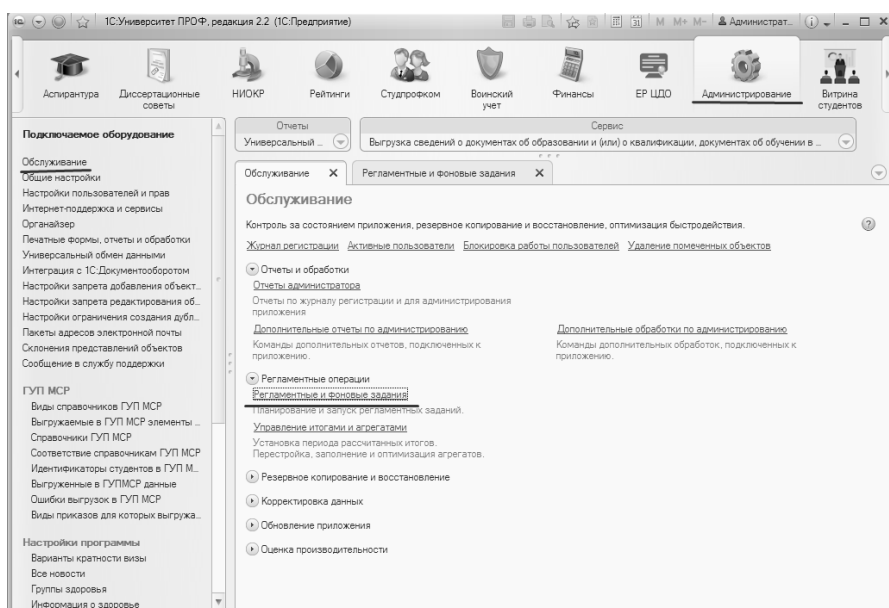 1С:Университет ПРОФ, редакция 2.2 (1С:Предприятие)
M M+ M- Администрат...
Аспирантура
Диссертационные советы
НИОКР
Рейтинги
Студпрофком
Воинский учет
Финансы
ЕР ЦДО
Администрирование
Витрина студентов
Подключаемое оборудование
Обслуживание
Общие настройки
Настройки пользователей и прав
Интернет-поддержка и сервисы
Органайзер
Печатные формы, отчеты и обработки
Универсальный обмен данными
Интеграция с 1С:Документооборотом
Настройки запрета добавления объект...
Настройки запрета редактирования об...
Настройки ограничения создания дубл...
Пакеты адресов электронной почты
Склонения представлений объектов
Сообщение в службу поддержки
ГУП МСР
Виды справочников ГУП МСР
Выгружаемые в ГУП МСР элементы ...
Справочники ГУП МСР
Соответствие справочникам ГУП МСР
Идентификаторы студентов в ГУП М...
Выгруженные в ГУПМСР данные
Ошибки выгрузок в ГУП МСР
Виды приказов для которых выгружа...
Настройки программы
Варианты кратности визы
Все новости
Группы здоровья
Информация о здоровье
Отчеты
Универсальный ...
Сервис
Выгрузка сведений о документах об образовании и (или) о квалификации, документах об обучении в ...
Обслуживание X
Регламентные и фоновые задания X
Обслуживание
Контроль за состоянием приложения, резервное копирование и восстановление, оптимизация быстродействия.
Журнал регистрации Активные пользователи Блокировка работы пользователей Удаление помеченных объектов
Отчеты и обработки
Отчеты администратора
Отчеты по журналу регистрации и для администрирования
приложения
Дополнительные отчеты по администрированию
Команды дополнительных отчетов, подключенных к
приложению.
Дополнительные обработки по администрированию
Команды дополнительных обработок, подключенных к
приложению.
Регламентные операции
Регламентные и фоновые задания
Планирование и запуск регламентных заданий.
Управление итогами и агрегатами
Установка периода рассчитанных итогов.
Перестройка, заполнение и оптимизация агрегатов.
Резервное копирование и восстановление
Корректировка данных
Обновление приложения
Оценка производительности